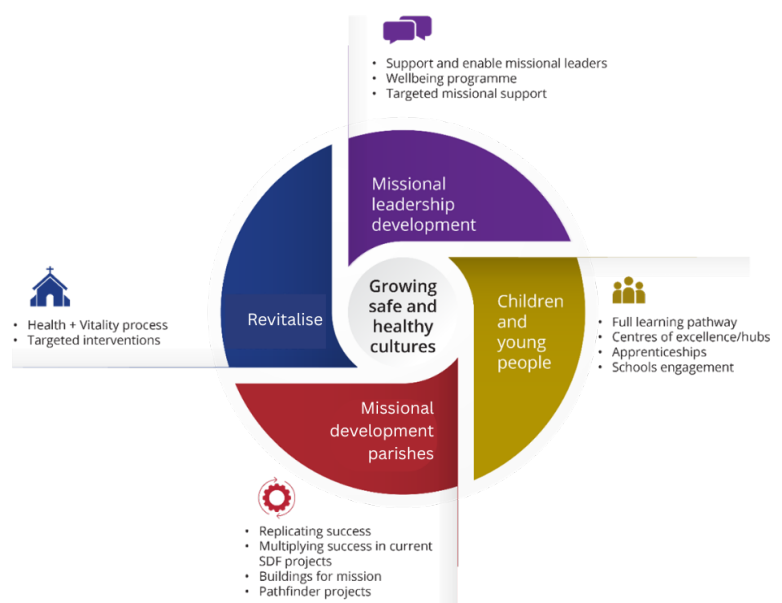 • Support and enable missional leaders
• Wellbeing programme
• Targeted missional support
Missional
leadership
development
Growing
safe and
healthy
cultures
Children
and
young
people
• Full learning pathway
• Centres of excellence/hubs
• Apprenticeships
• Schools engagement
Revitalise
• Health + Vitality process
• Targeted interventions
Missional
development
parishes
• Replicating success
• Multiplying success in current
SDF projects
• Buildings for mission
• Pathfinder projects